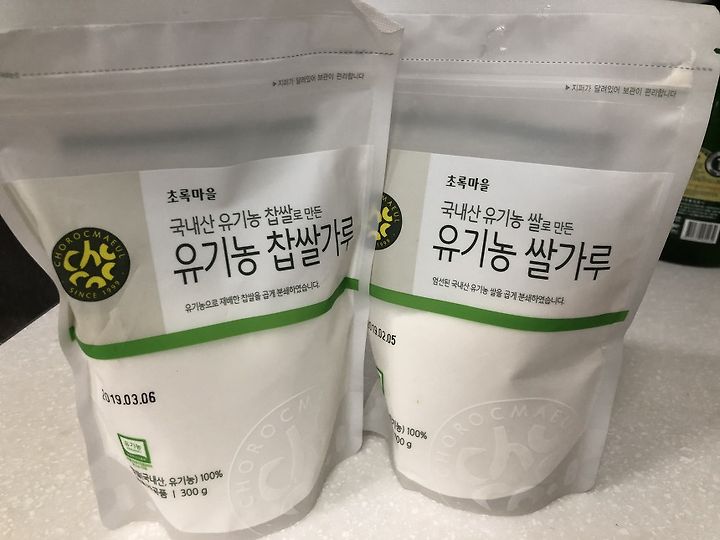 ▶지퍼가 달려있어 보관이 편리합니다
초록마을
국내산 유기농 찹쌀로 만든
유기농 찹쌀가루
유기농으로 재배한 찹쌀을 곱게 분쇄하였습니다.
CHOROCMAEUL
SINCE 1999
2019.03.06
유기농
국내산, 유기농) 100%
300 g
CHOROCMAEUL
▶지퍼가 달려있어 보관이 편리합니다
초록마을
국내산 유기농 쌀로 만든
유기농 쌀가루
엄선된 국내산 유기농 쌀을 곱게 분쇄하였습니다.
2019.02.05
100%
CHOROCMAEUL